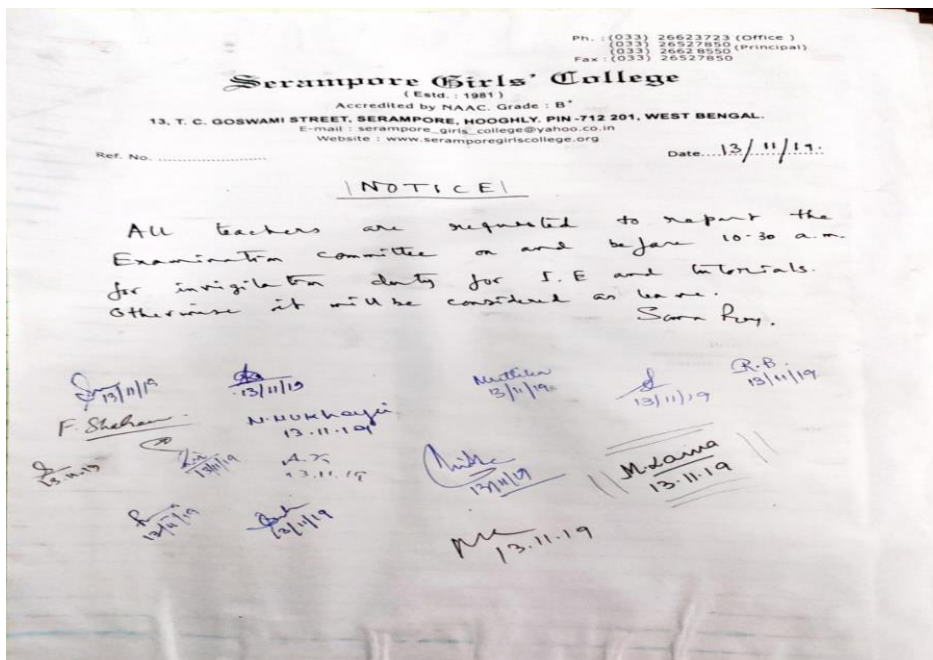 Ph. : (033) 26623723 (Office)
(033) 26527850 (Principal)
(033) 2662 8550
Fax : (033) 26527850
Serampore Girls' College
(Estd. : 1981)
Accredited by NAAC. Grade : B+
13, T. C. GOSWAMI STREET, SERAMPORE, HOOGHLY. PIN -712 201, WEST BENGAL.
E-mail : serampore_girls_college@yahoo.co.in
Website : www.seramporegirlscollege.org
Ref. No. ........................
Date....13/11/19.
NOTICE
All teachers are requested to report the
Examination committee on and before 10-30 a.m.
for invigilation duty for I.E and tutorials.
Otherwise it will be considered as leave.
13/11/19
13/11/19
13/11/19
13/11/19
R.B.
13/11/19
N. Mukherjee
13.11.19
13.11.19
13/11/19
13.11.19
13/11/19
13.11.19
13/11/19
13/11/19
13.11.19